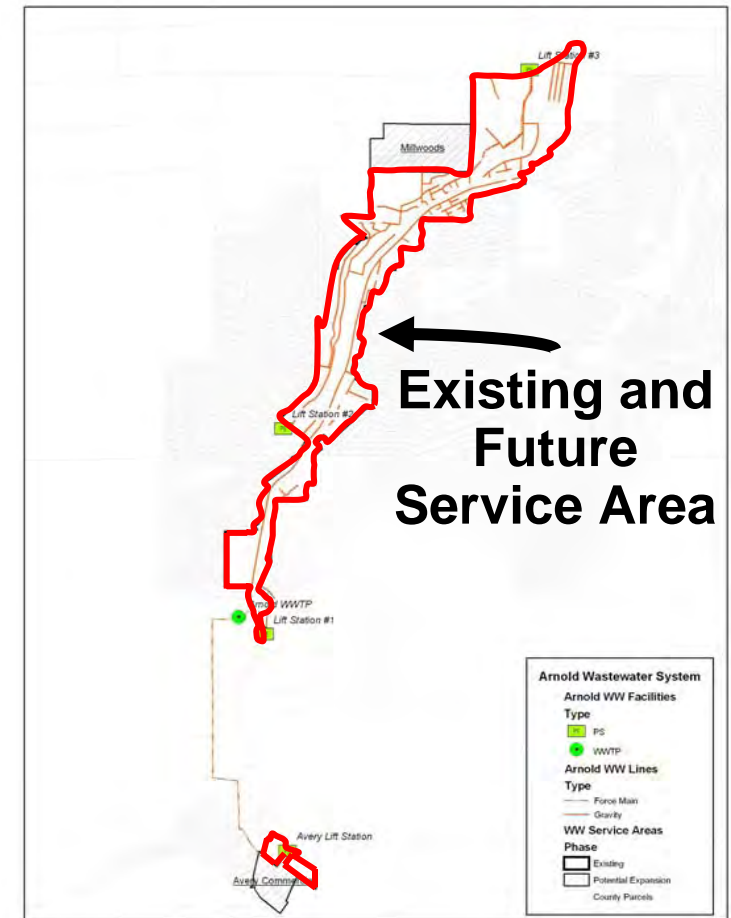 Lift Station #3
Millwoods
Existing and
Future
Service Area
Lift Station #2
Arnold WWTP
Lift Station #1
Avery Lift Station
Avery
Arnold Wastewater System
Arnold WW Facilities
Type
PS PS
WWTP
Arnold WW Lines
Type
Force Main
Gravity
WW Service Areas
Phase
Existing
Potential Expansion
County Parcels